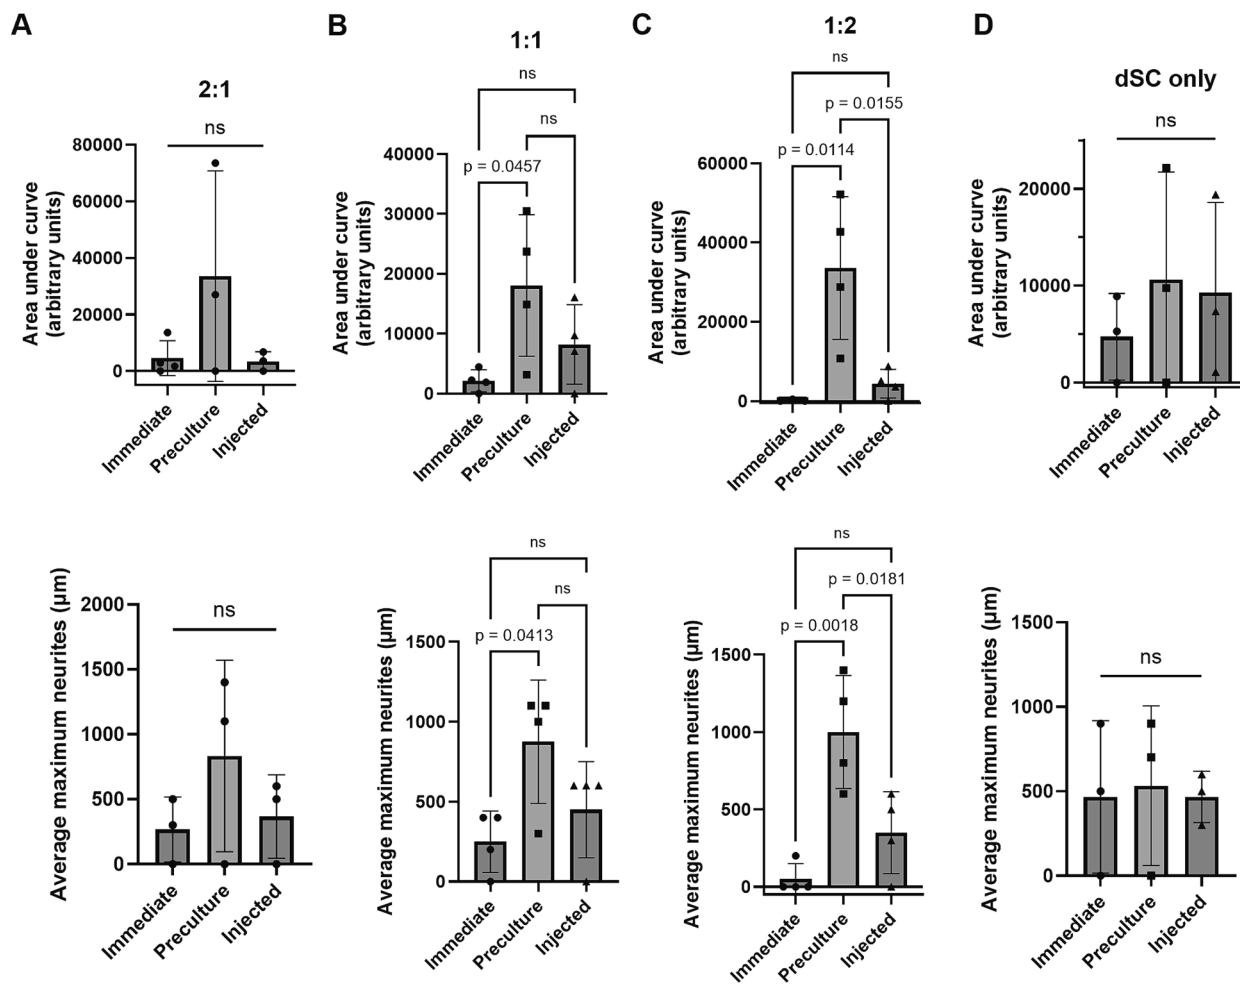 A
B
C
D
2:1
1:1
1:2
dSC only
ns
ns
ns
p = 0.0457
ns
p = 0.0155
p = 0.0114
ns
Area under curve
(arbitrary units)
80000
60000
40000
20000
0
Immediate
Preculture
Injected
Area under curve
(arbitrary units)
40000
30000
20000
10000
0
Immediate
Preculture
Injected
Area under curve
(arbitrary units)
60000
40000
20000
0
Immediate
Preculture
Injected
Area under curve
(arbitrary units)
20000
10000
0
Immediate
Preculture
Injected
Average maximum neurites (µm)
2000
1500
1000
500
0
ns
Immediate
Preculture
Injected
Average maximum neurites (µm)
1500
1000
500
0
ns
ns
p = 0.0413
Immediate
Preculture
Injected
Average maximum neurites (µm)
1500
1000
500
0
ns
p = 0.0181
p = 0.0018
Immediate
Preculture
Injected
Average maximum neurites (µm)
1500
1000
500
0
ns
Immediate
Preculture
Injected